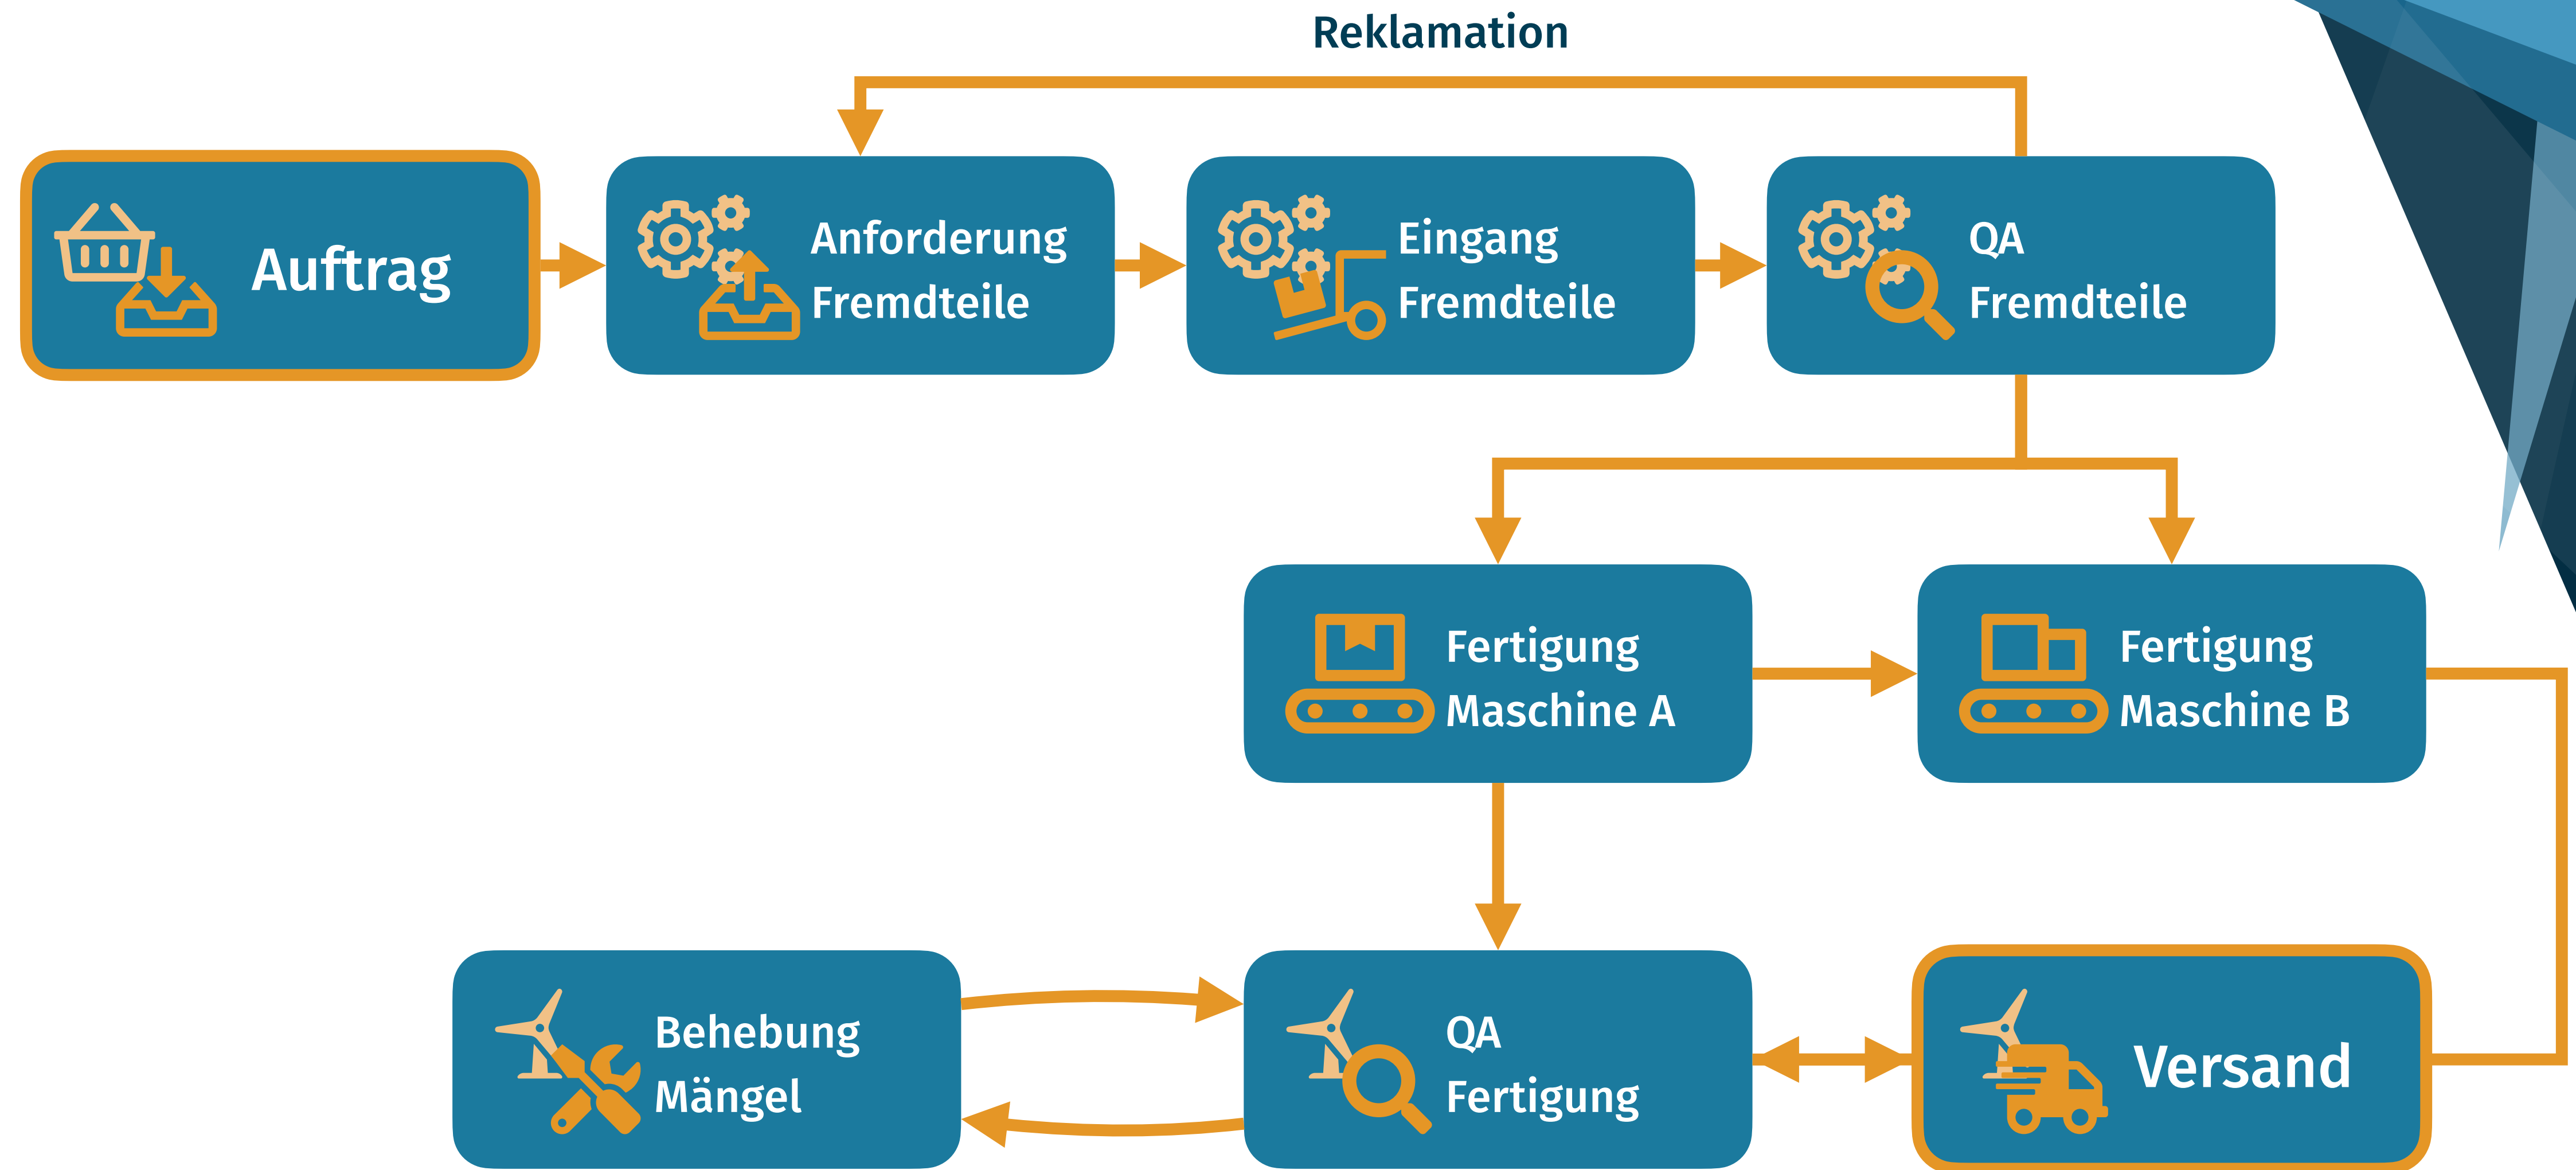 Reklamation
Auftrag
Anforderung
Fremdteile
Eingang
Fremdteile
QA
Fremdteile
Fertigung
Maschine A
Fertigung
Maschine B
Behebung
Mängel
QA
Fertigung
Versand